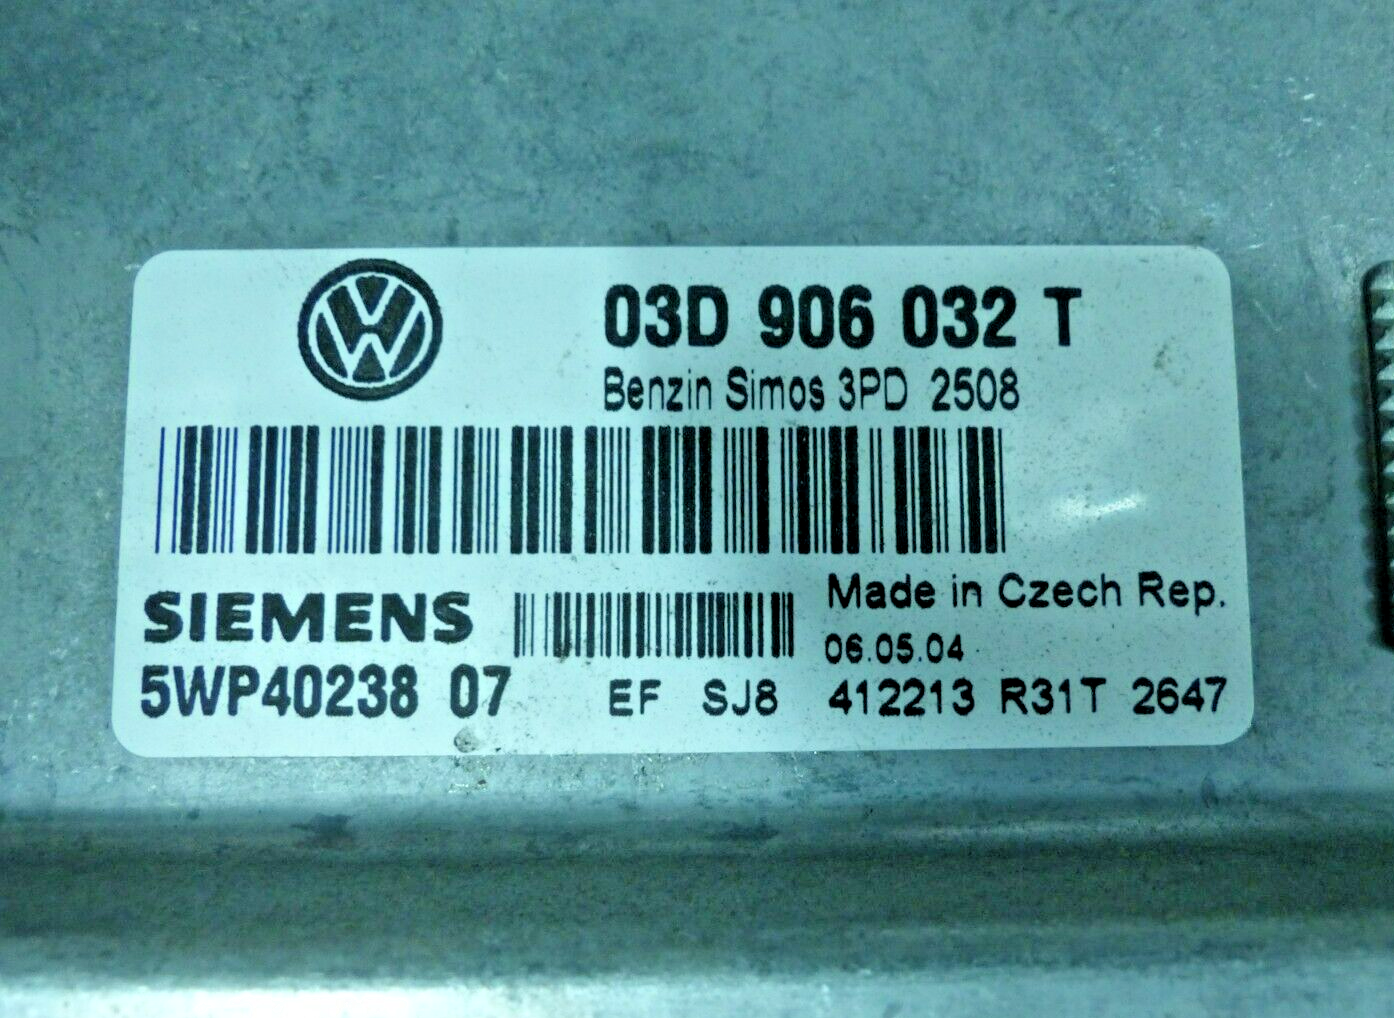 03D 906 032 T
Benzin Simos 3PD 2508
SIEMENS
Made in Czech Rep.
06.05.04
5WP40238 07 EF SJ8 412213 R31T 2647